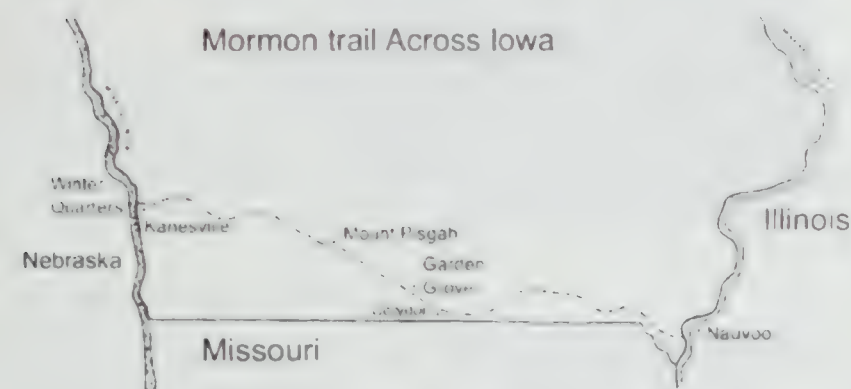 Mormon trail Across Iowa
Winter
Quarters
Kanesville
Mount Pisgah
Illinois
Nebraska
Garden
Grove
Nauvoo
Missouri